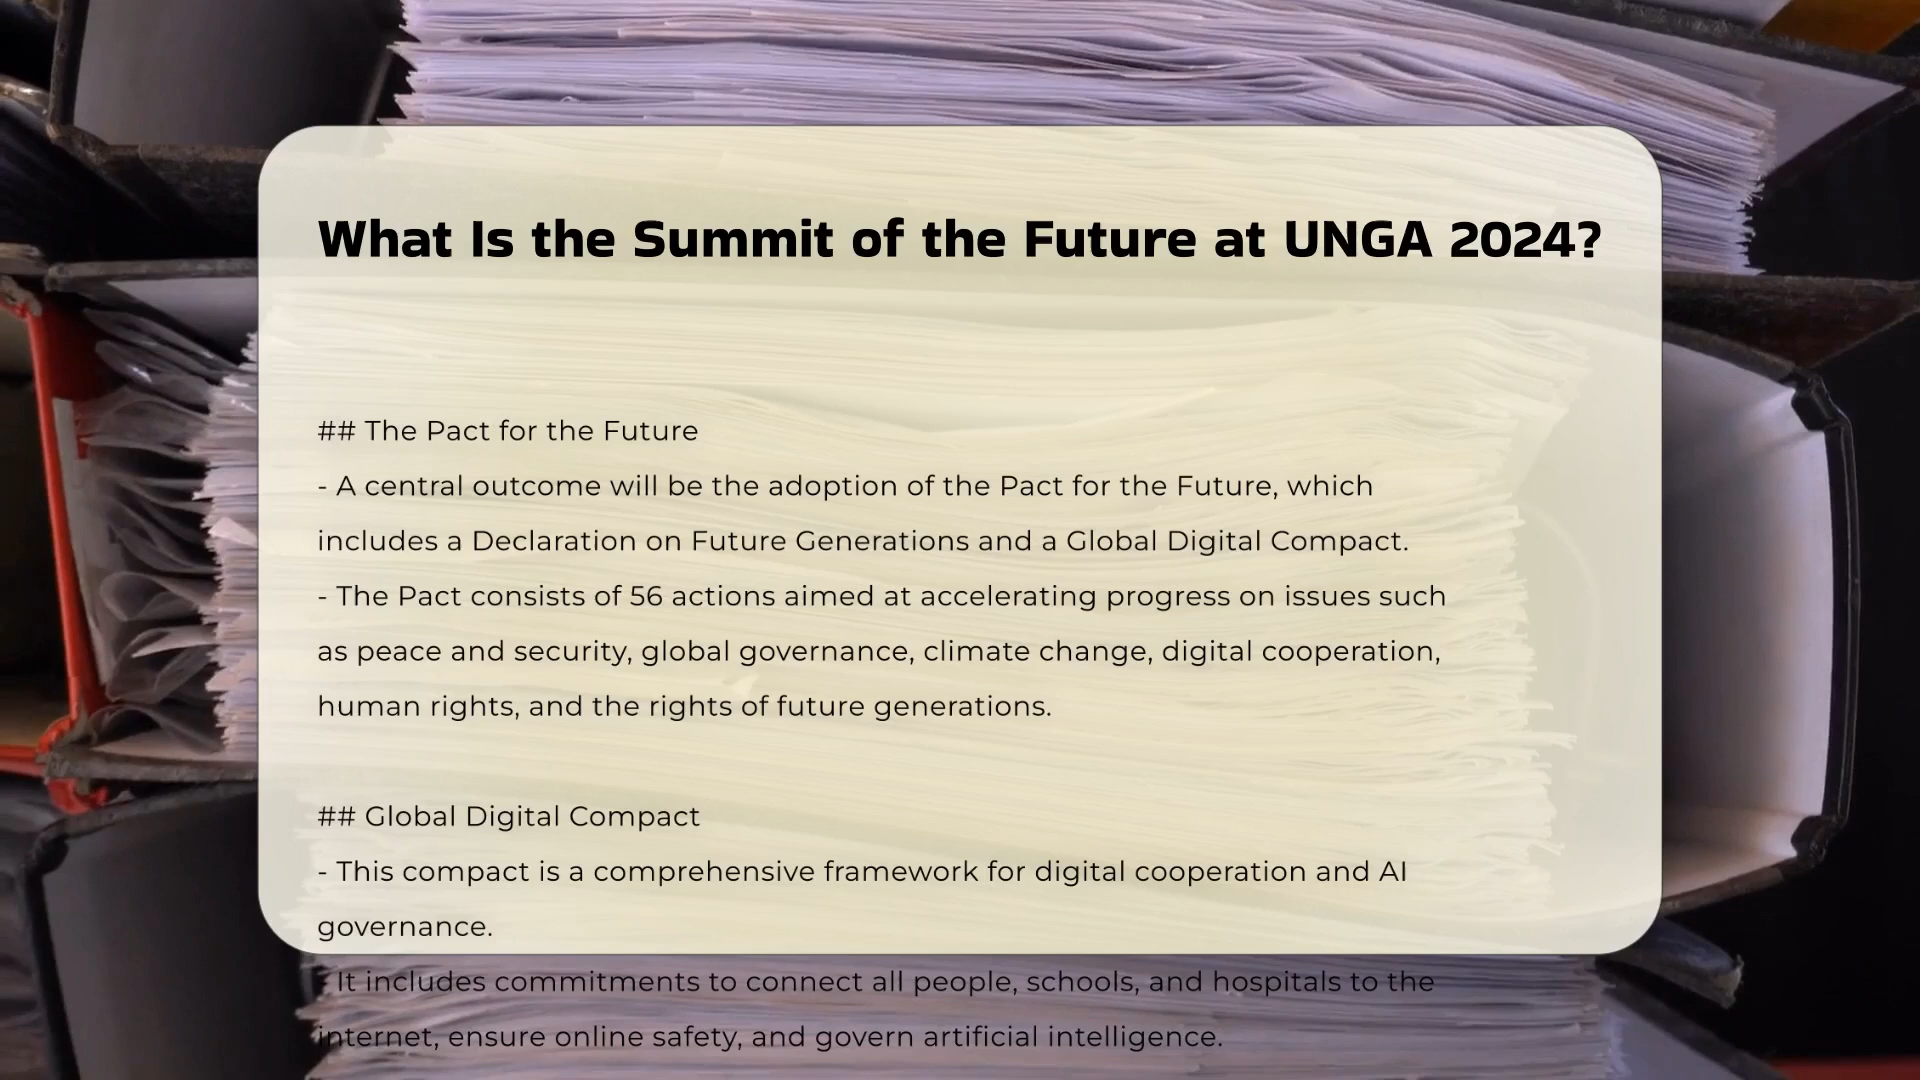 What Is the Summit of the Future at UNGA 2024?
## The Pact for the Future
- A central outcome will be the adoption of the Pact for the Future, which
includes a Declaration on Future Generations and a Global Digital Compact.
- The Pact consists of 56 actions aimed at accelerating progress on issues such
as peace and security, global governance, climate change, digital cooperation,
human rights, and the rights of future generations.
## Global Digital Compact
- This compact is a comprehensive framework for digital cooperation and AI
governance.
- It includes commitments to connect all people, schools, and hospitals to the
internet, ensure online safety, and govern artificial intelligence.